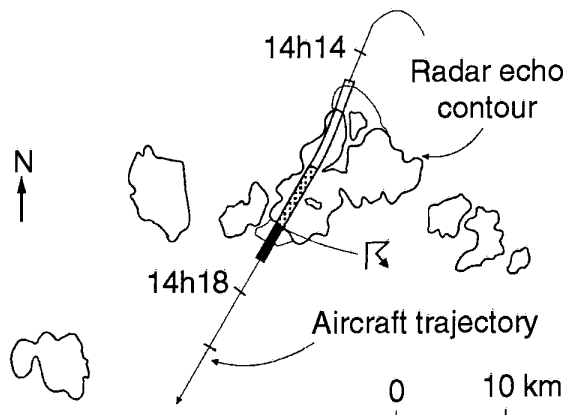 14h14
Radar echo
contour
N
14h18
Aircraft trajectory
0 10 km